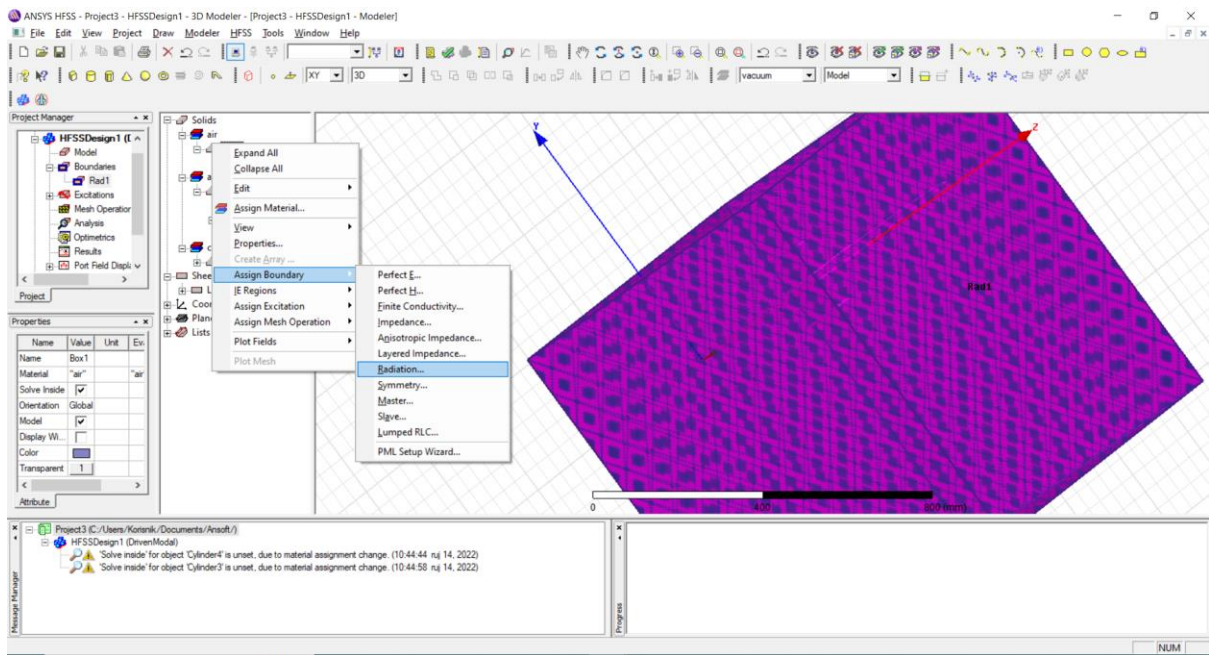 ANSYS HFSS - Project3 - HFSSDesign1 - 3D Modeler - [Project3 - HFSSDesign1 - Modeler]
File Edit View Project Draw Modeler HFSS Tools Window Help
XY 3D vacuum Model
Project Manager
HFSSDesign1 (D
Model
Boundaries
Rad1
Excitations
Mesh Operation
Analysis
Optimetrics
Results
Port Field Displa
Project
Properties
Name Value Unit Eva
Name Box1
Material "air" "air
Solve Inside
Orientation Global
Model
Display Wi...
Color
Transparent 1
Attribute
Solids
air
a
c
Shee
L
Coor
Plan
Lists
Expand All
Collapse All
Edit
Assign Material...
View
Properties...
Create Array ...
Assign Boundary
IE Regions
Assign Excitation
Assign Mesh Operation
Plot Fields
Plot Mesh
Perfect E...
Perfect H...
Finite Conductivity...
Impedance...
Anisotropic Impedance...
Layered Impedance...
Radiation...
Symmetry...
Master...
Slave...
Lumped RLC...
PML Setup Wizard...
Y
Z
Rad1
0 400 800 (mm)
Message Manager
Project3 (C:/Users/Korisnik/Documents/Ansoft/)
HFSSDesign1 (DrivenModal)
'Solve inside' for object 'Cylinder4' is unset, due to material assignment change. (10:44:44 ruj 14, 2022)
'Solve inside' for object 'Cylinder3' is unset, due to material assignment change. (10:44:58 ruj 14, 2022)
Progress
NUM